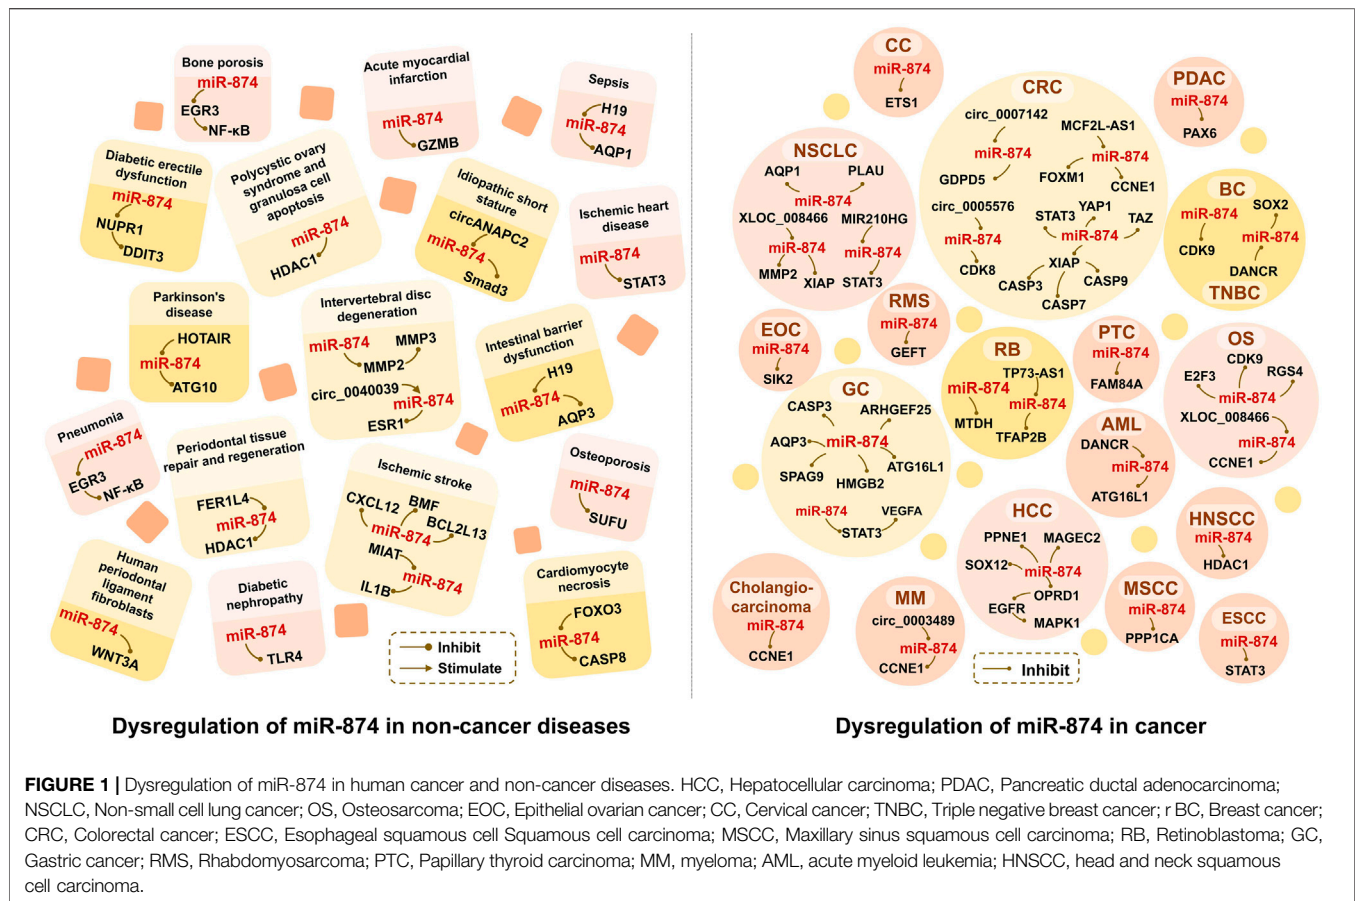 Bone porosis
miR-874
EGR3
NF-κB
Acute myocardial
infarction
miR-874
GZMB
Sepsis
H19
miR-874
AQP1
Diabetic erectile
dysfunction
miR-874
NUPR1
DDIT3
Polycystic ovary
syndrome and
granulosa cell
apoptosis
miR-874
HDAC1
Idiopathic short
stature
circANAPC2
miR-874
Smad3
Ischemic heart
disease
miR-874
STAT3
Parkinson's
disease
HOTAIR
miR-874
ATG10
Intervertebral disc
degeneration
miR-874
MMP3
MMP2
circ_0040039
miR-874
ESR1
Intestinal barrier
dysfunction
H19
miR-874
AQP3
Pneumonia
miR-874
EGR3
NF-κB
Periodontal tissue
repair and regeneration
FER1L4
miR-874
HDAC1
Ischemic stroke
CXCL12
BMF
BCL2L13
miR-874
MIAT
miR-874
IL1B
Osteoporosis
miR-874
SUFU
Human
periodontal
ligament
fibroblasts
miR-874
WNT3A
Diabetic
nephropathy
miR-874
TLR4
Cardiomyocyte
necrosis
FOXO3
miR-874
CASP8
Inhibit
Stimulate
Dysregulation of miR-874 in non-cancer diseases
CC
miR-874
ETS1
CRC
circ_0007142
miR-874
GDPD5
MCF2L-AS1
miR-874
FOXM1
CCNE1
circ_0005576
miR-874
CDK8
YAP1
STAT3
TAZ
miR-874
XIAP
CASP3
CASP9
CASP7
PDAC
miR-874
PAX6
NSCLC
AQP1
PLAU
miR-874
XLOC_008466
MIR210HG
miR-874
miR-874
MMP2
XIAP
STAT3
BC
miR-874
CDK9
SOX2
miR-874
DANCR
TNBC
RMS
miR-874
GEFT
EOC
miR-874
SIK2
RB
TP73-AS1
miR-874
miR-874
MTDH
TFAP2B
PTC
miR-874
FAM84A
OS
CDK9
E2F3
RGS4
miR-874
XLOC_008466
miR-874
CCNE1
GC
CASP3
ARHGEF25
AQP3
miR-874
SPAG9
ATG16L1
HMGB2
miR-874
VEGFA
STAT3
AML
DANCR
miR-874
ATG16L1
HCC
PPNE1
MAGEC2
SOX12
miR-874
OPRD1
EGFR
MAPK1
HNSCC
miR-874
HDAC1
Cholangio-
carcinoma
miR-874
CCNE1
MM
circ_0003489
miR-874
CCNE1
MSCC
miR-874
PPP1CA
ESCC
miR-874
STAT3
Inhibit
Dysregulation of miR-874 in cancer
FIGURE 1 | Dysregulation of miR-874 in human cancer and non-cancer diseases. HCC, Hepatocellular carcinoma; PDAC, Pancreatic ductal adenocarcinoma;
NSCLC, Non-small cell lung cancer; OS, Osteosarcoma; EOC, Epithelial ovarian cancer; CC, Cervical cancer; TNBC, Triple negative breast cancer; r BC, Breast cancer;
CRC, Colorectal cancer; ESCC, Esophageal squamous cell Squamous cell carcinoma; MSCC, Maxillary sinus squamous cell carcinoma; RB, Retinoblastoma; GC,
Gastric cancer; RMS, Rhabdomyosarcoma; PTC, Papillary thyroid carcinoma; MM, myeloma; AML, acute myeloid leukemia; HNSCC, head and neck squamous
cell carcinoma.